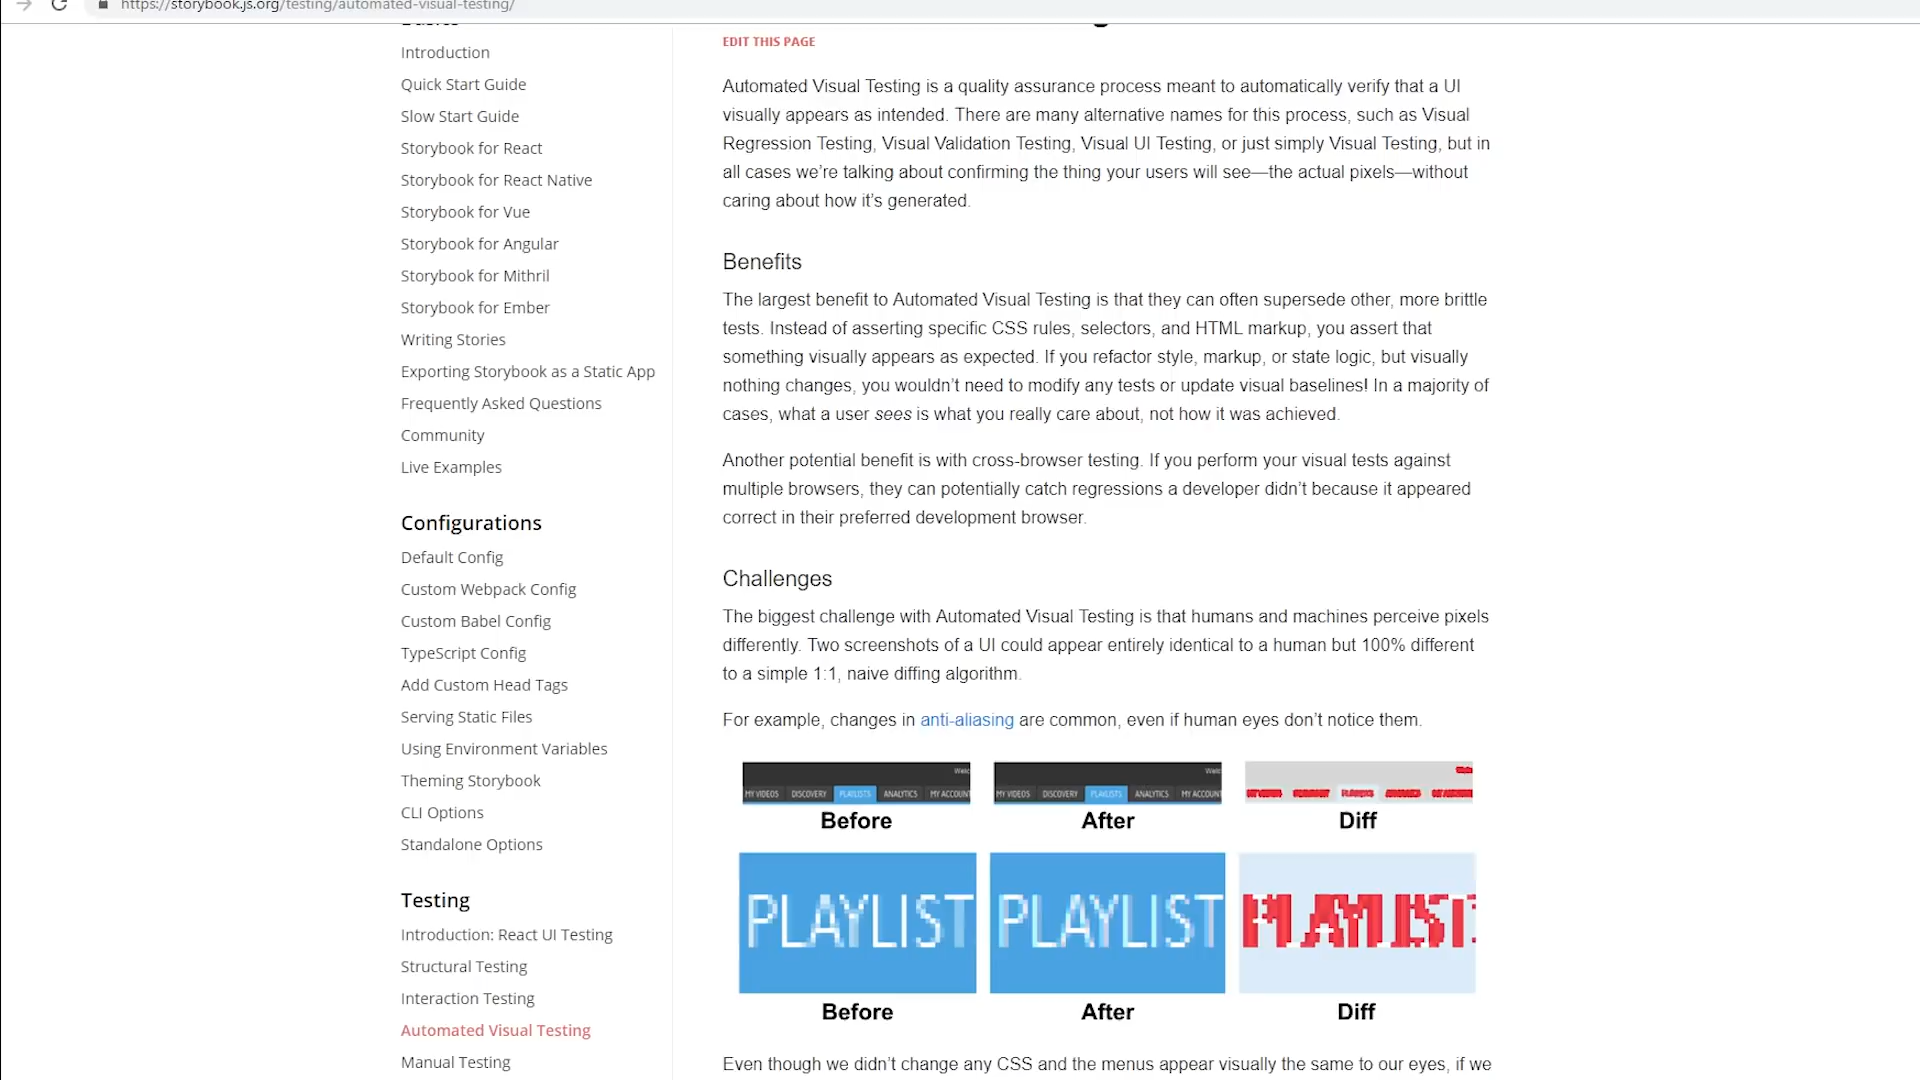 https://storybook.js.org/testing/automated-visual-testing/
Introduction
Quick Start Guide
Slow Start Guide
Storybook for React
Storybook for React Native
Storybook for Vue
Storybook for Angular
Storybook for Mithril
Storybook for Ember
Writing Stories
Exporting Storybook as a Static App
Frequently Asked Questions
Community
Live Examples
Configurations
Default Config
Custom Webpack Config
Custom Babel Config
TypeScript Config
Add Custom Head Tags
Serving Static Files
Using Environment Variables
Theming Storybook
CLI Options
Standalone Options
Testing
Introduction: React UI Testing
Structural Testing
Interaction Testing
Automated Visual Testing
Manual Testing
EDIT THIS PAGE
Automated Visual Testing is a quality assurance process meant to automatically verify that a UI
visually appears as intended. There are many alternative names for this process, such as Visual
Regression Testing, Visual Validation Testing, Visual UI Testing, or just simply Visual Testing, but in
all cases we’re talking about confirming the thing your users will see—the actual pixels—without
caring about how it’s generated.
Benefits
The largest benefit to Automated Visual Testing is that they can often supersede other, more brittle
tests. Instead of asserting specific CSS rules, selectors, and HTML markup, you assert that
something visually appears as expected. If you refactor style, markup, or state logic, but visually
nothing changes, you wouldn’t need to modify any tests or update visual baselines! In a majority of
cases, what a user sees is what you really care about, not how it was achieved.
Another potential benefit is with cross-browser testing. If you perform your visual tests against
multiple browsers, they can potentially catch regressions a developer didn’t because it appeared
correct in their preferred development browser.
Challenges
The biggest challenge with Automated Visual Testing is that humans and machines perceive pixels
differently. Two screenshots of a UI could appear entirely identical to a human but 100% different
to a simple 1:1, naive diffing algorithm.
For example, changes in anti-aliasing are common, even if human eyes don’t notice them.
Welc Welc
MY VIDEOS DISCOVERY PLAYLISTS ANALYTICS MY ACCOUNT MY VIDEOS DISCOVERY PLAYLISTS ANALYTICS MY ACCOUNT
Before After Diff
PLAYLIST PLAYLIST PLAYLIST
Before After Diff
Even though we didn’t change any CSS and the menus appear visually the same to our eyes, if we